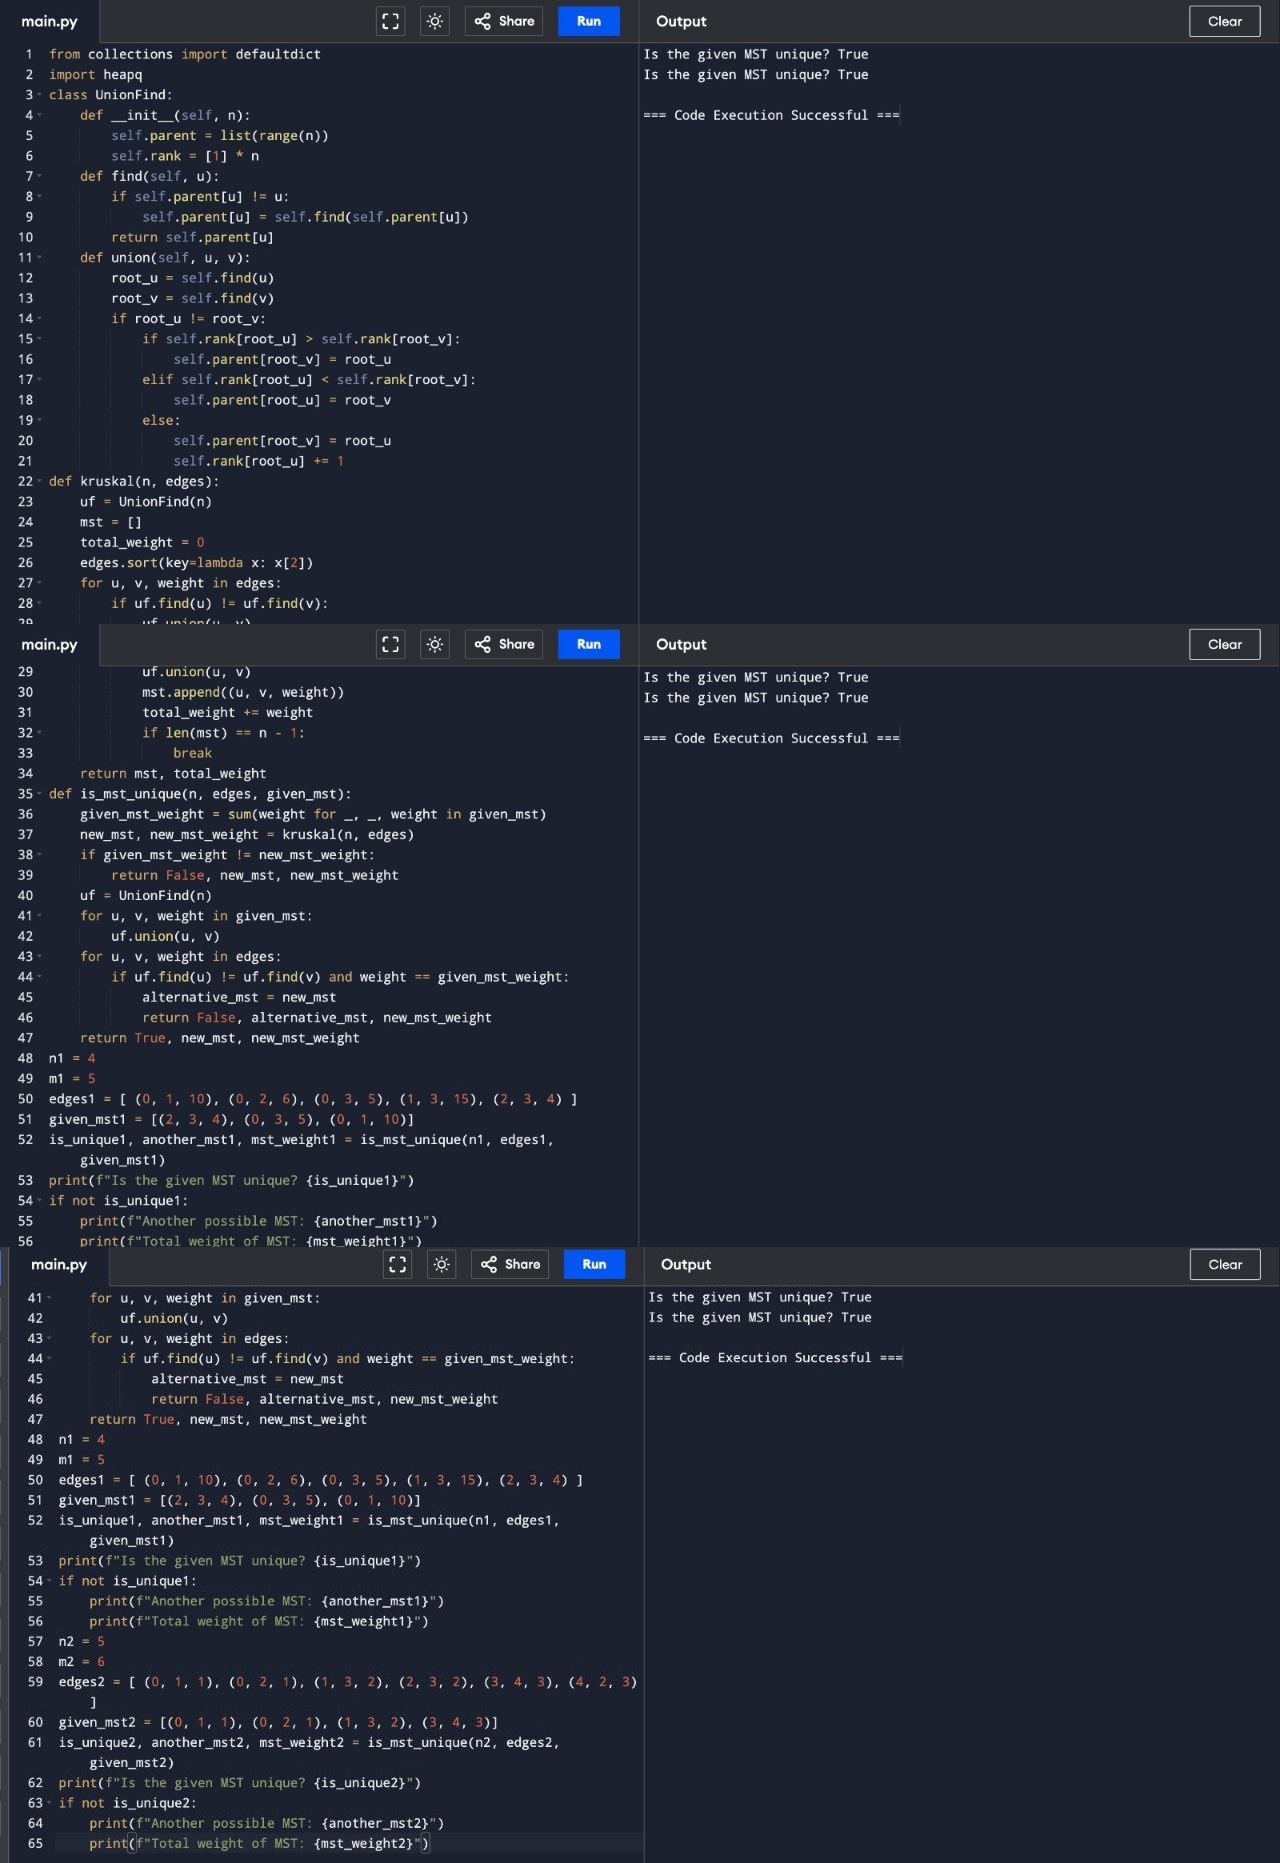 main.py
Share
Run
Output
Clear
1 from collections import defaultdict
2 import heapq
3 class UnionFind:
4     def __init__(self, n):
5         self.parent = list(range(n))
6         self.rank = [1] * n
7     def find(self, u):
8         if self.parent[u] != u:
9             self.parent[u] = self.find(self.parent[u])
10         return self.parent[u]
11     def union(self, u, v):
12         root_u = self.find(u)
13         root_v = self.find(v)
14         if root_u != root_v:
15             if self.rank[root_u] > self.rank[root_v]:
16                 self.parent[root_v] = root_u
17             elif self.rank[root_u] < self.rank[root_v]:
18                 self.parent[root_u] = root_v
19             else:
20                 self.parent[root_v] = root_u
21                 self.rank[root_u] += 1
22 def kruskal(n, edges):
23     uf = UnionFind(n)
24     mst = []
25     total_weight = 0
26     edges.sort(key=lambda x: x[2])
27     for u, v, weight in edges:
28         if uf.find(u) != uf.find(v):
29             uf.union(u, v)
Is the given MST unique? True
Is the given MST unique? True
=== Code Execution Successful ===
main.py
Share
Run
Output
Clear
29             uf.union(u, v)
30             mst.append((u, v, weight))
31             total_weight += weight
32             if len(mst) == n - 1:
33                 break
34     return mst, total_weight
35 def is_mst_unique(n, edges, given_mst):
36     given_mst_weight = sum(weight for _, _, weight in given_mst)
37     new_mst, new_mst_weight = kruskal(n, edges)
38     if given_mst_weight != new_mst_weight:
39         return False, new_mst, new_mst_weight
40     uf = UnionFind(n)
41     for u, v, weight in given_mst:
42         uf.union(u, v)
43     for u, v, weight in edges:
44         if uf.find(u) != uf.find(v) and weight == given_mst_weight:
45             alternative_mst = new_mst
46             return False, alternative_mst, new_mst_weight
47     return True, new_mst, new_mst_weight
48 n1 = 4
49 m1 = 5
50 edges1 = [ (0, 1, 10), (0, 2, 6), (0, 3, 5), (1, 3, 15), (2, 3, 4) ]
51 given_mst1 = [(2, 3, 4), (0, 3, 5), (0, 1, 10)]
52 is_unique1, another_mst1, mst_weight1 = is_mst_unique(n1, edges1,
given_mst1)
53 print(f"Is the given MST unique? {is_unique1}")
54 if not is_unique1:
55     print(f"Another possible MST: {another_mst1}")
56     print(f"Total weight of MST: {mst_weight1}")
Is the given MST unique? True
Is the given MST unique? True
=== Code Execution Successful ===
main.py
Share
Run
Output
Clear
41     for u, v, weight in given_mst:
42         uf.union(u, v)
43     for u, v, weight in edges:
44         if uf.find(u) != uf.find(v) and weight == given_mst_weight:
45             alternative_mst = new_mst
46             return False, alternative_mst, new_mst_weight
47     return True, new_mst, new_mst_weight
48 n1 = 4
49 m1 = 5
50 edges1 = [ (0, 1, 10), (0, 2, 6), (0, 3, 5), (1, 3, 15), (2, 3, 4) ]
51 given_mst1 = [(2, 3, 4), (0, 3, 5), (0, 1, 10)]
52 is_unique1, another_mst1, mst_weight1 = is_mst_unique(n1, edges1,
given_mst1)
53 print(f"Is the given MST unique? {is_unique1}")
54 if not is_unique1:
55     print(f"Another possible MST: {another_mst1}")
56     print(f"Total weight of MST: {mst_weight1}")
57 n2 = 5
58 m2 = 6
59 edges2 = [ (0, 1, 1), (0, 2, 1), (1, 3, 2), (2, 3, 2), (3, 4, 3), (4, 2, 3)
]
60 given_mst2 = [(0, 1, 1), (0, 2, 1), (1, 3, 2), (3, 4, 3)]
61 is_unique2, another_mst2, mst_weight2 = is_mst_unique(n2, edges2,
given_mst2)
62 print(f"Is the given MST unique? {is_unique2}")
63 if not is_unique2:
64     print(f"Another possible MST: {another_mst2}")
65     print(f"Total weight of MST: {mst_weight2}")
Is the given MST unique? True
Is the given MST unique? True
=== Code Execution Successful ===